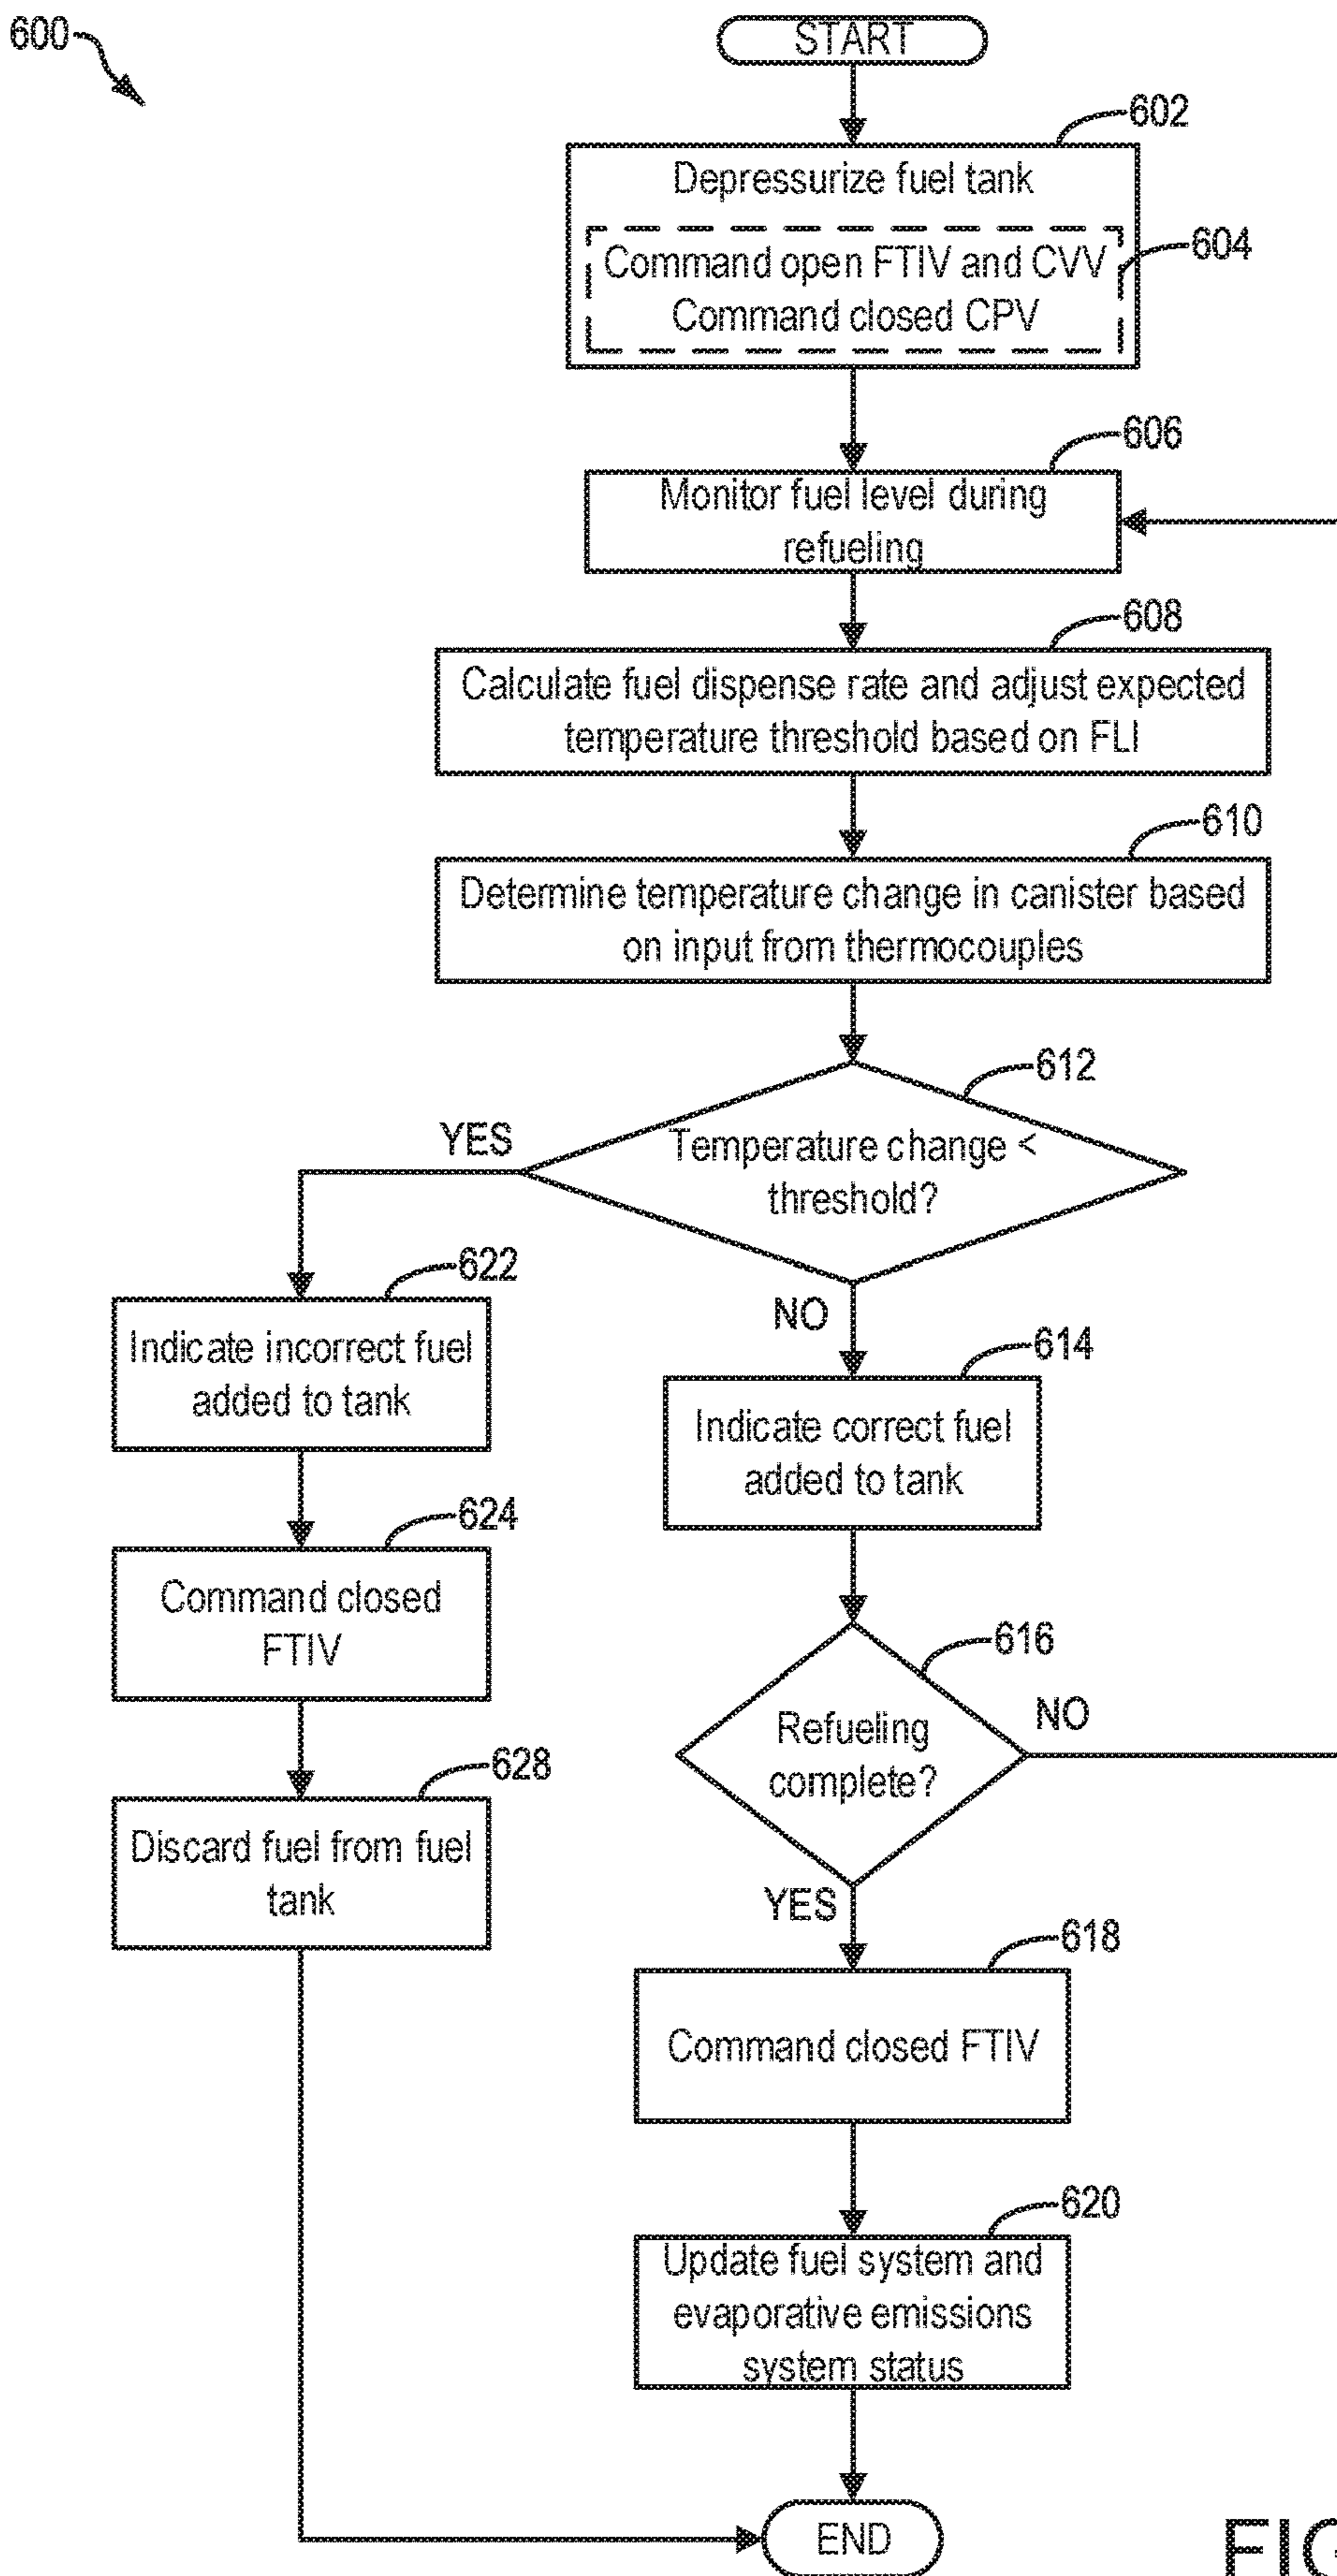 600
START
602
Depressurize fuel tank
604
Command open FTIV and CVV
Command closed CPV
606
Monitor fuel level during
refueling
608
Calculate fuel dispense rate and adjust expected
temperature threshold based on FLI
610
Determine temperature change in canister based
on input from thermocouples
612
Temperature change <
threshold?
YES
NO
622
Indicate incorrect fuel
added to tank
614
Indicate correct fuel
added to tank
624
Command closed
FTIV
616
Refueling
complete?
NO
YES
628
Discard fuel from fuel
tank
618
Command closed FTIV
620
Update fuel system and
evaporative emissions
system status
END
FIG